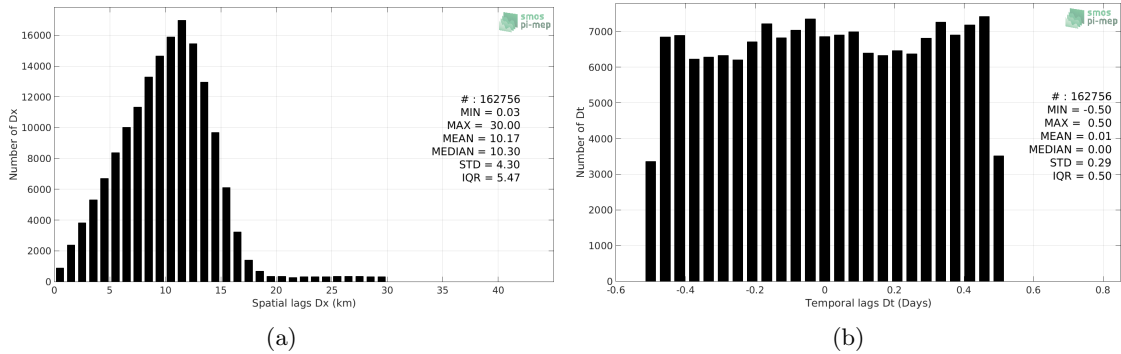 smos
pi-mep
16000
14000
12000
10000
8000
6000
4000
2000
0
Number of Dx
# : 162756
MIN = 0.03
MAX = 30.00
MEAN = 10.17
MEDIAN = 10.30
STD = 4.30
IQR = 5.47
0 5 10 15 20 25 30 35 40
Spatial lags Dx (km)
(a)
smos
pi-mep
7000
6000
5000
4000
3000
2000
1000
0
Number of Dt
# : 162756
MIN = -0.50
MAX = 0.50
MEAN = 0.01
MEDIAN = 0.00
STD = 0.29
IQR = 0.50
-0.6 -0.4 -0.2 0 0.2 0.4 0.6 0.8
Temporal lags Dt (Days)
(b)